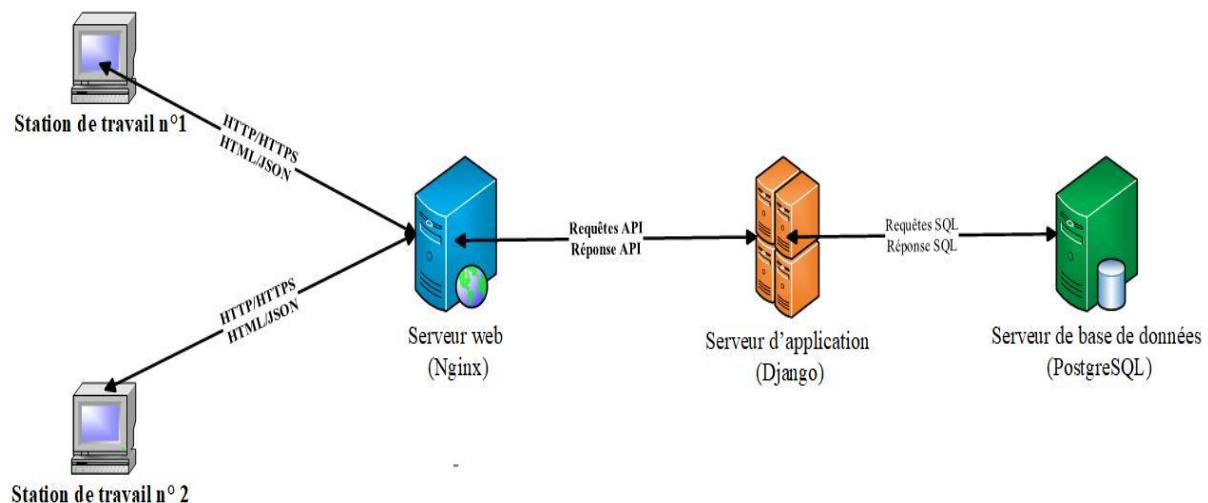 Station de travail n°1
HTTP/HTTPS
HTML/JSON
HTTP/HTTPS
HTML/JSON
Station de travail n° 2
Serveur web
(Nginx)
Requêtes API
Réponse API
Serveur d’application
(Django)
Requêtes SQL
Réponse SQL
Serveur de base de données
(PostgreSQL)